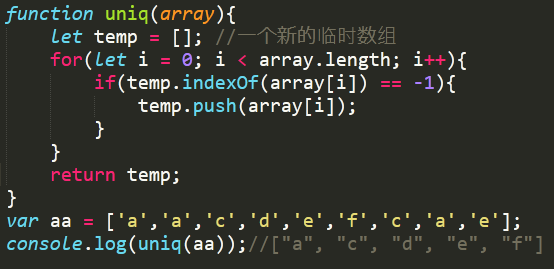 function uniq(array){
    let temp = []; //一个新的临时数组
    for(let i = 0; i < array.length; i++){
        if(temp.indexOf(array[i]) == -1){
            temp.push(array[i]);
        }
    }
    return temp;
}
var aa = ['a','a','c','d','e','f','c','a','e'];
console.log(uniq(aa));//["a", "c", "d", "e", "f"]